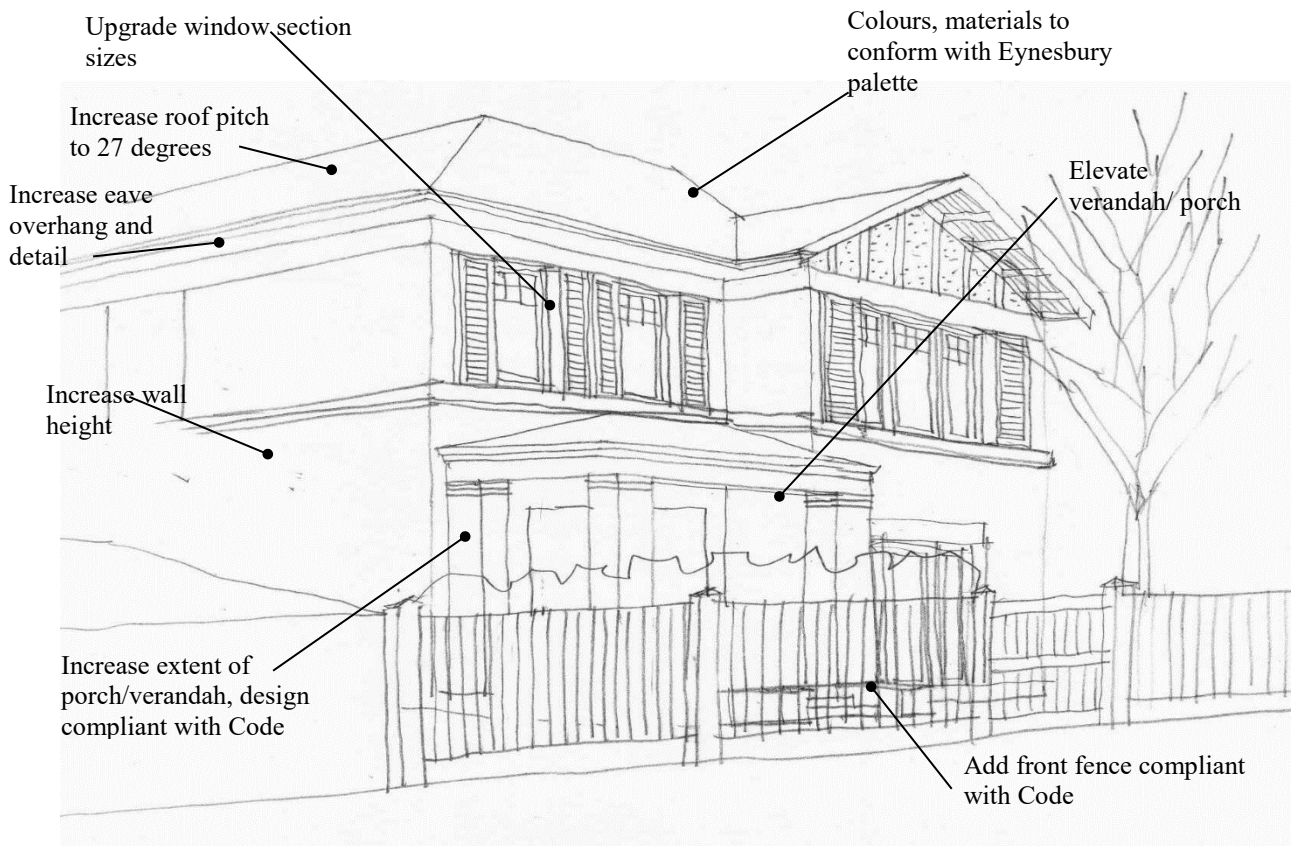 Upgrade window section
sizes
Colours, materials to
conform with Eynesbury
palette
Increase roof pitch
to 27 degrees
Elevate
verandah/ porch
Increase eave
overhang and
detail
Increase wall
height
Increase extent of
porch/verandah, design
compliant with Code
Add front fence compliant
with Code